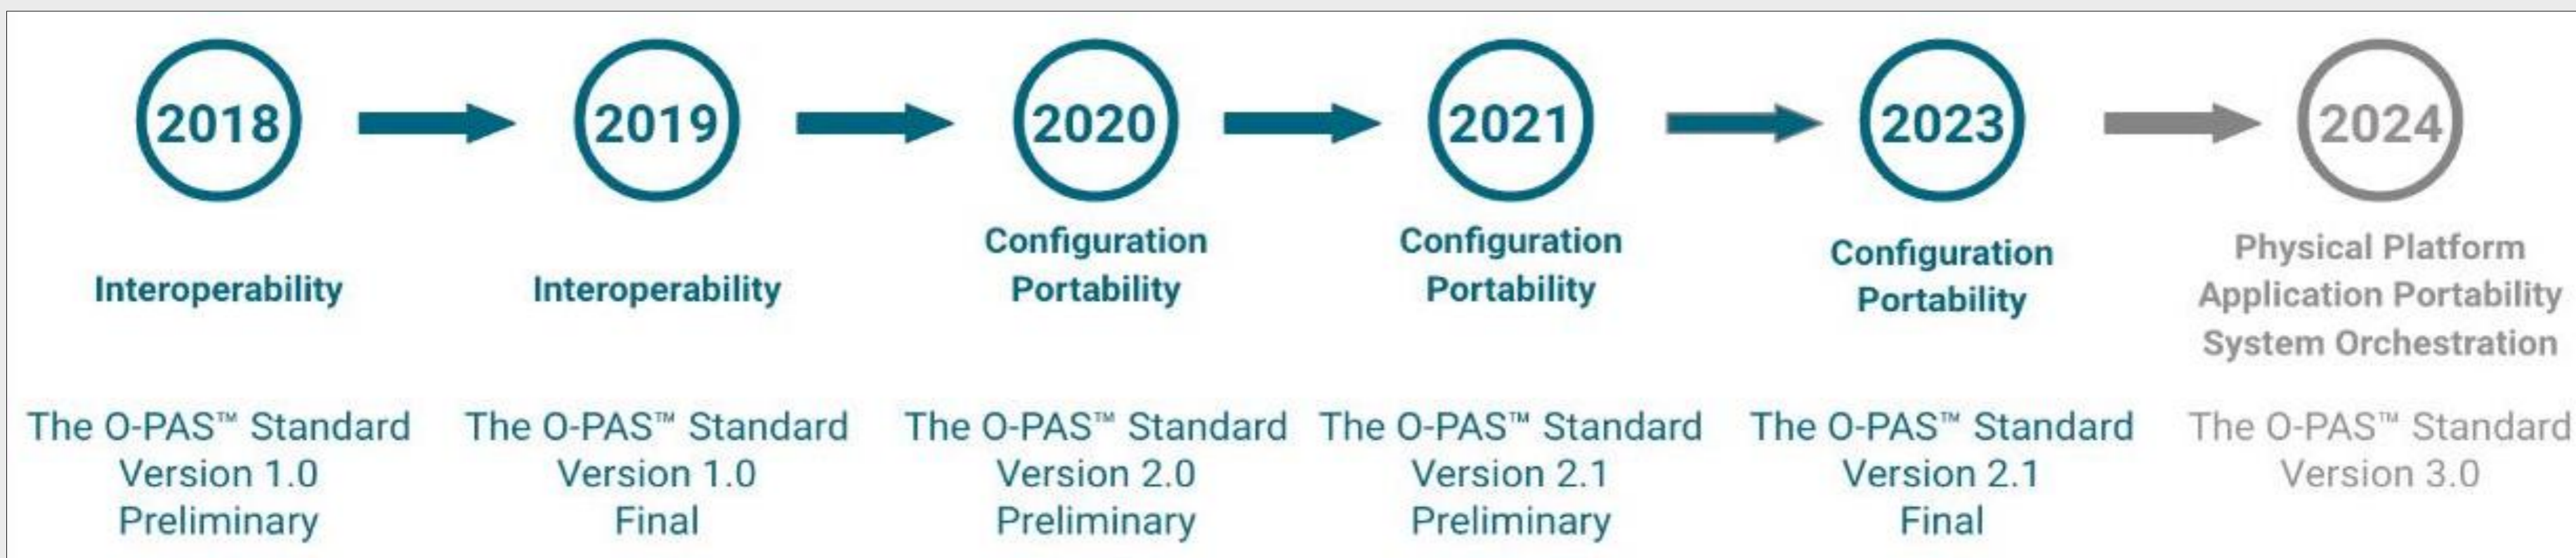 2018
2019
2020
2021
2023
2024
Interoperability
Interoperability
Configuration
Portability
Configuration
Portability
Configuration
Portability
Physical Platform
Application Portability
System Orchestration
The O-PAS™ Standard
Version 1.0
Preliminary
The O-PAS™ Standard
Version 1.0
Final
The O-PAS™ Standard
Version 2.0
Preliminary
The O-PAS™ Standard
Version 2.1
Preliminary
The O-PAS™ Standard
Version 2.1
Final
The O-PAS™ Standard
Version 3.0